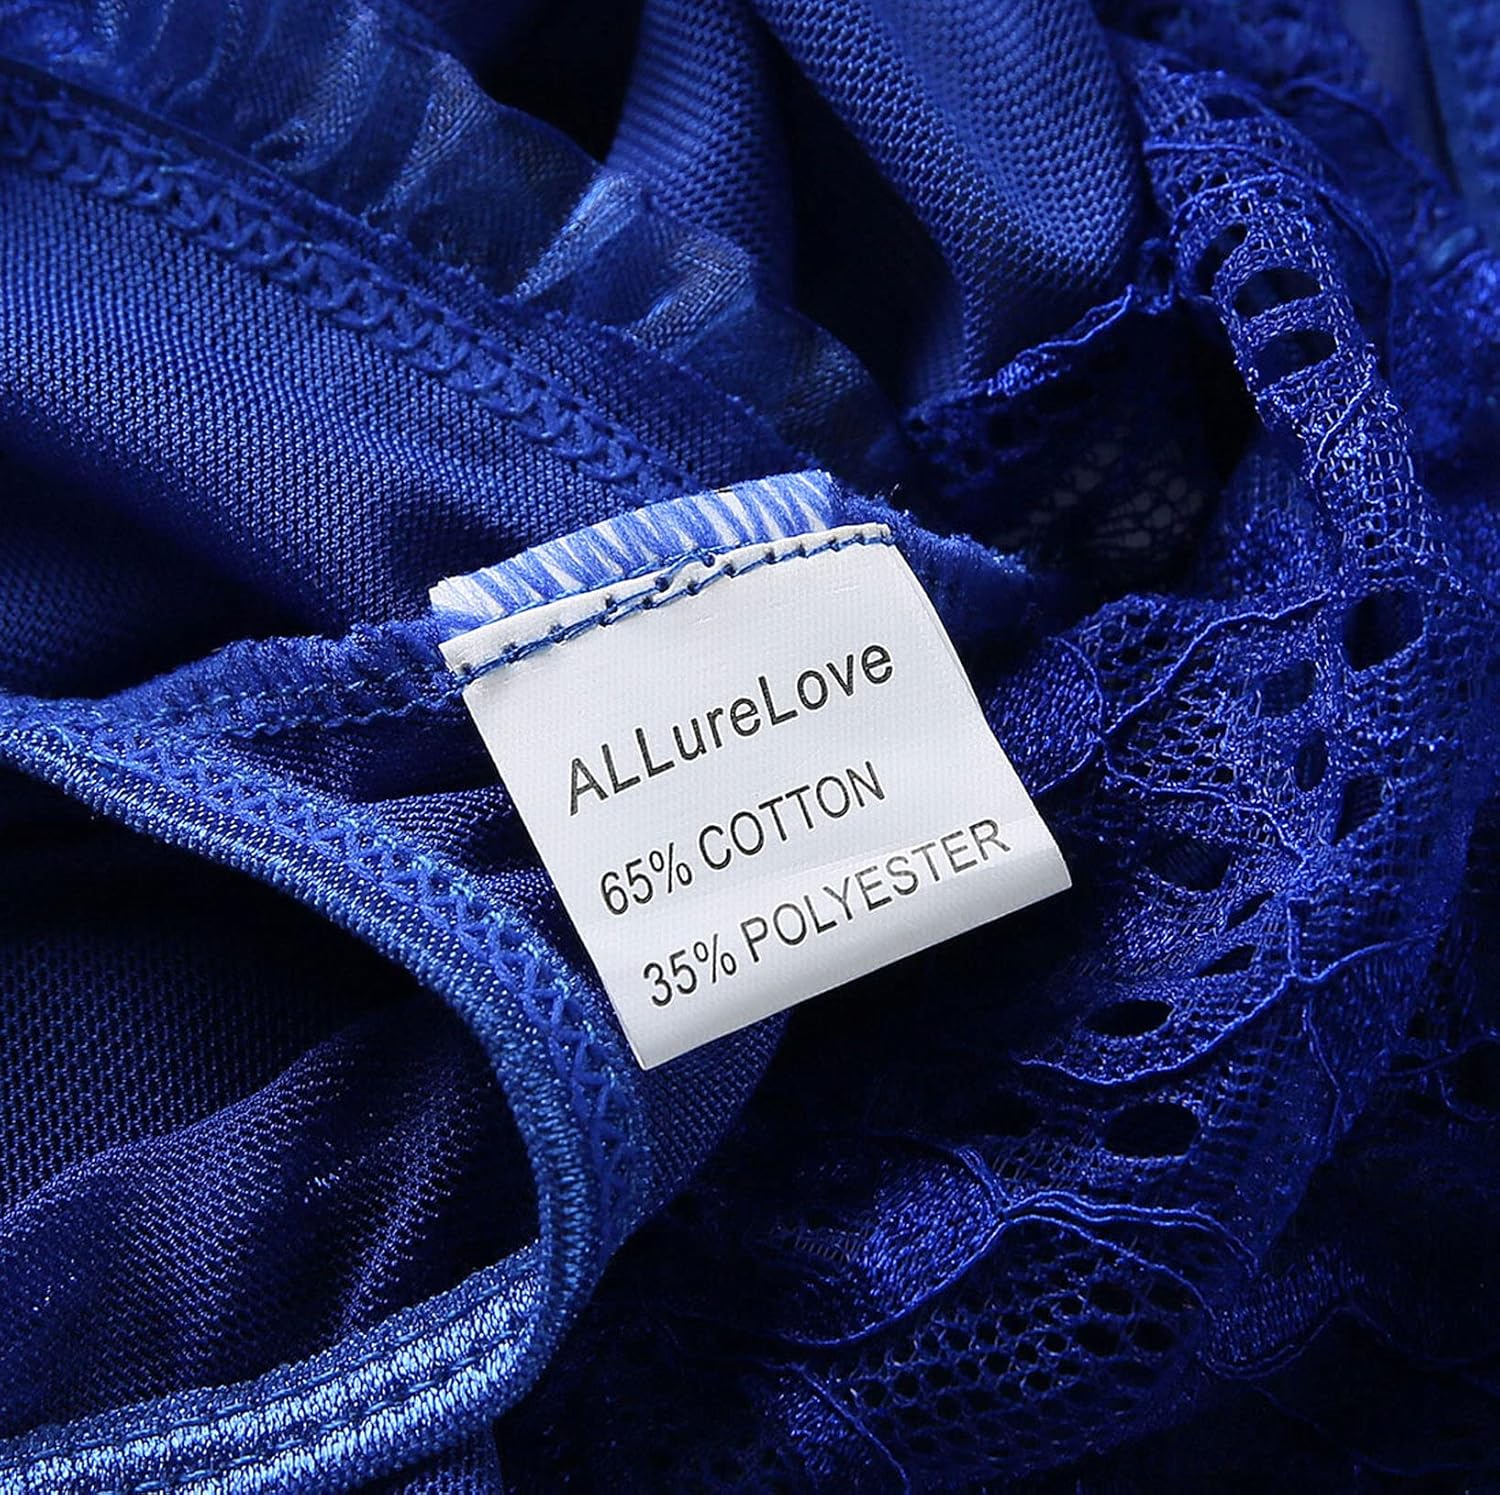 ALLureLove
65% COTTON
35% POLYESTER